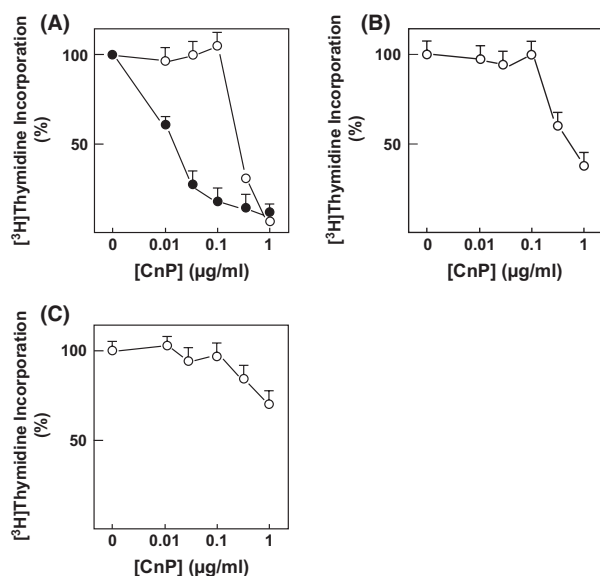 (A)
[³H]Thymidine Incorporation
(%)
100
50
0
0.01
0.1
1
[CnP] (µg/ml)
(B)
[³H]Thymidine Incorporation
(%)
100
50
0
0.01
0.1
1
[CnP] (µg/ml)
(C)
[³H]Thymidine Incorporation
(%)
100
50
0
0.01
0.1
1
[CnP] (µg/ml)